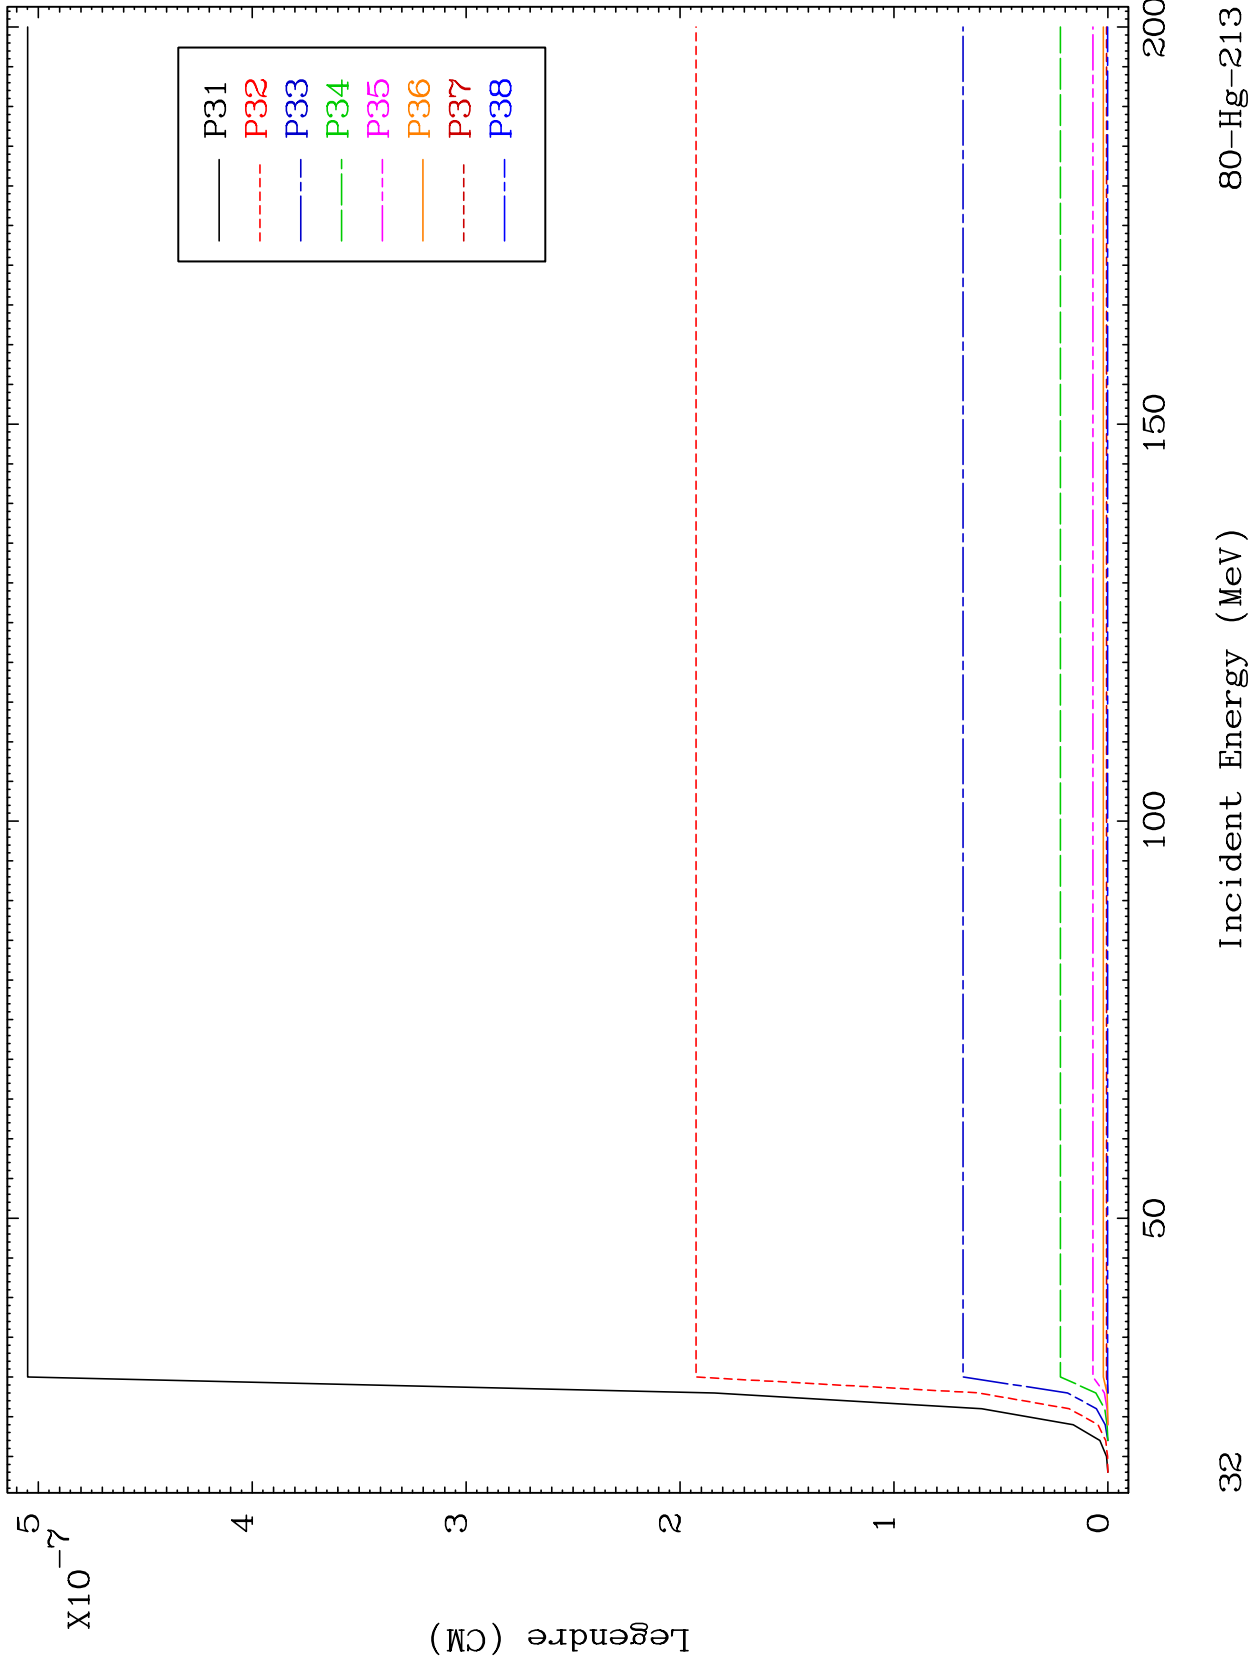 P31
P32
P33
P34
P35
P36
P37
P38
5
4
3
2
1
0
X10
-7
Legendre (CM)
50
100
150
200
Incident Energy (MeV)
32
80-Hg-213